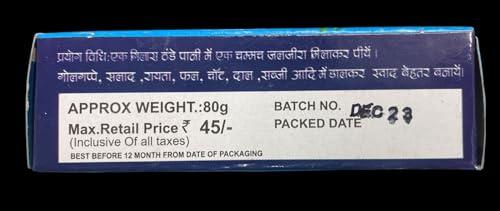 प्रयोग विधि:एक गिलास ठंडे पानी में एक चम्मच जलजीरा मिलाकर पीयें।
गोलगप्पे, सलाद ,रायता, फल, चाँट, दाल ,सब्जी आदि में डालकर स्वाद बेहतर बनायें।
APPROX WEIGHT.:80g
BATCH NO.
Max.Retail Price ₹ 45/-
PACKED DATE DEC 23
(Inclusive Of all taxes)
BEST BEFORE 12 MONTH FROM DATE OF PACKAGING